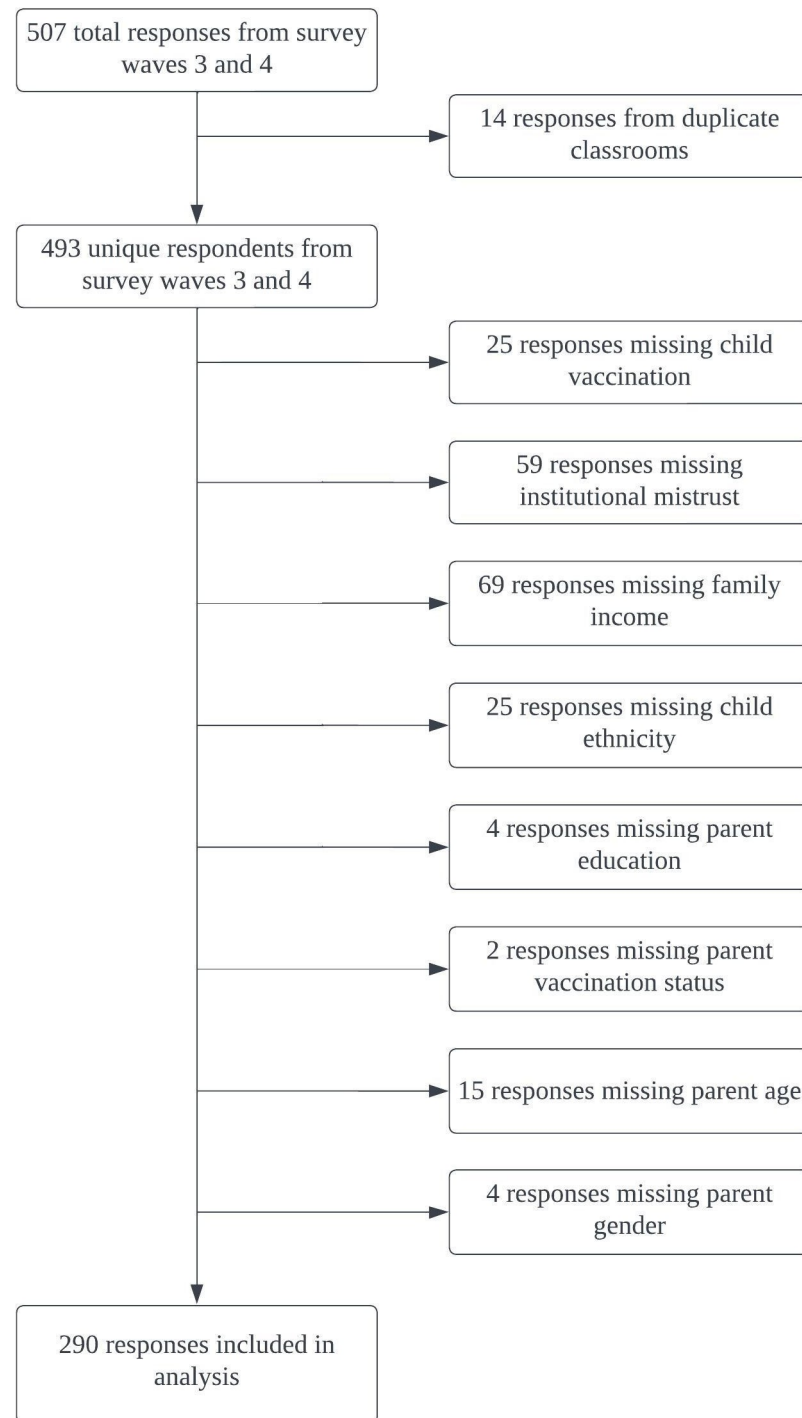 507 total responses from survey
waves 3 and 4
14 responses from duplicate
classrooms
493 unique respondents from
survey waves 3 and 4
25 responses missing child
vaccination
59 responses missing
institutional mistrust
69 responses missing family
income
25 responses missing child
ethnicity
4 responses missing parent
education
2 responses missing parent
vaccination status
15 responses missing parent age
4 responses missing parent
gender
290 responses included in
analysis